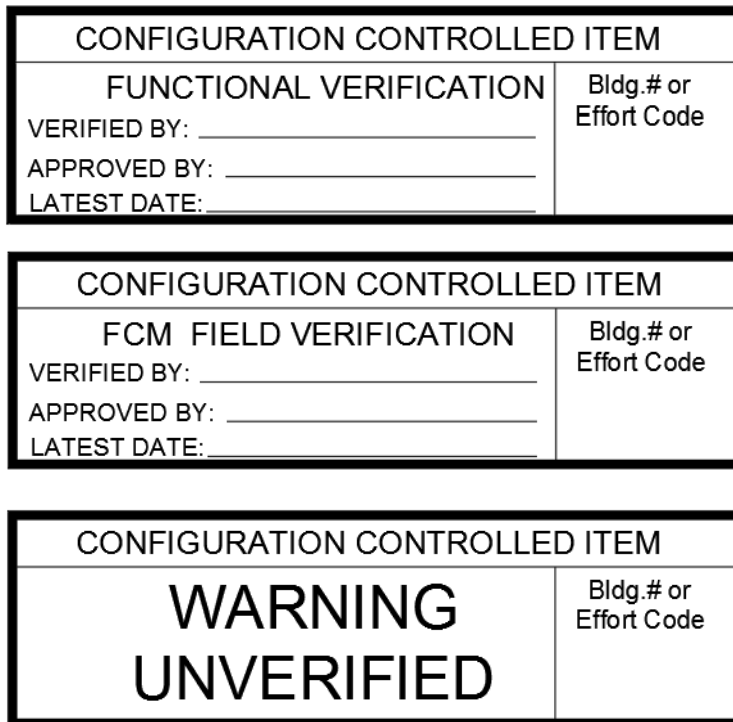 CONFIGURATION CONTROLLED ITEM
FUNCTIONAL VERIFICATION
VERIFIED BY:
APPROVED BY:
LATEST DATE:
Bldg.# or
Effort Code
CONFIGURATION CONTROLLED ITEM
FCM FIELD VERIFICATION
VERIFIED BY:
APPROVED BY:
LATEST DATE:
Bldg.# or
Effort Code
CONFIGURATION CONTROLLED ITEM
WARNING
UNVERIFIED
Bldg.# or
Effort Code